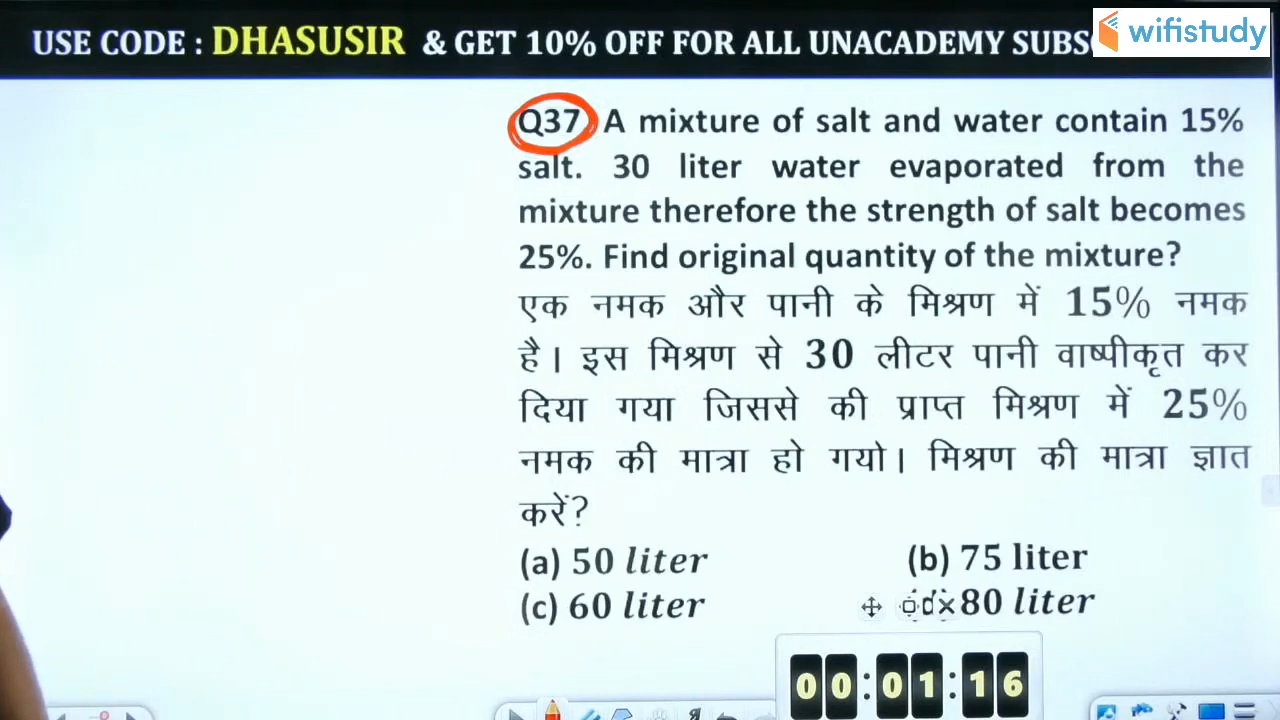 USE CODE : DHASUSIR & GET 10% OFF FOR ALL UNACADEMY SUBS
wifistudy
Q37 A mixture of salt and water contain 15%
salt. 30 liter water evaporated from the
mixture therefore the strength of salt becomes
25%. Find original quantity of the mixture?
एक नमक और पानी के मिश्रण में 15% नमक
है। इस मिश्रण से 30 लीटर पानी वाष्पीकृत कर
दिया गया जिससे की प्राप्त मिश्रण में 25%
नमक की मात्रा हो गयो। मिश्रण की मात्रा ज्ञात
करें?
(a) 50 liter (b) 75 liter
(c) 60 liter (d) 80 liter
00:01:16